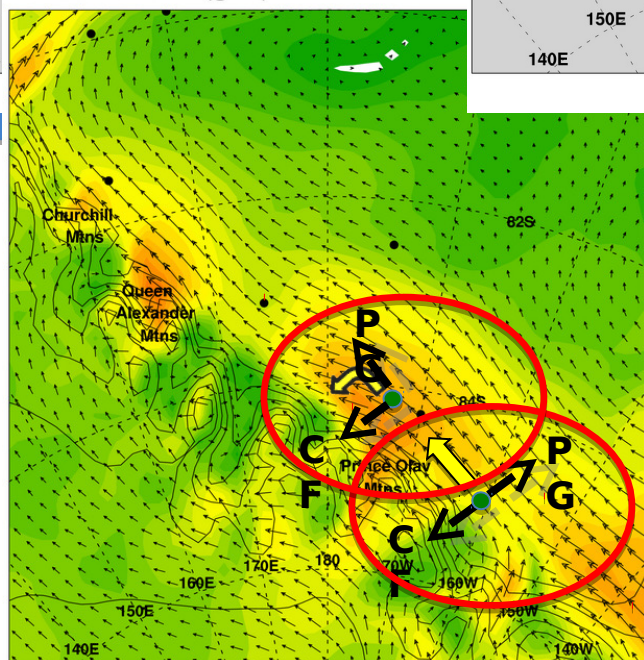 150E
140E
Churchill
Mtns
82S
Queen
Alexander
Mtns
P
G
84S
C
F
Prince Olav
Mtns
P
G
C
F
180
170E
70W
160E
160W
150E
150W
140E
140W